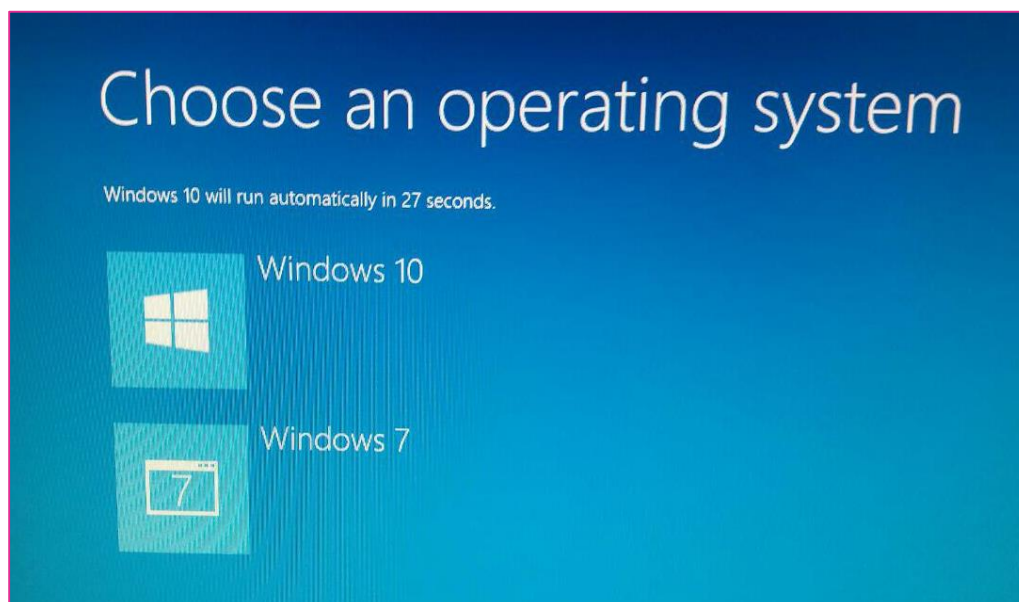 Choose an operating system
Windows 10 will run automatically in 27 seconds.
Windows 10
Windows 7
7